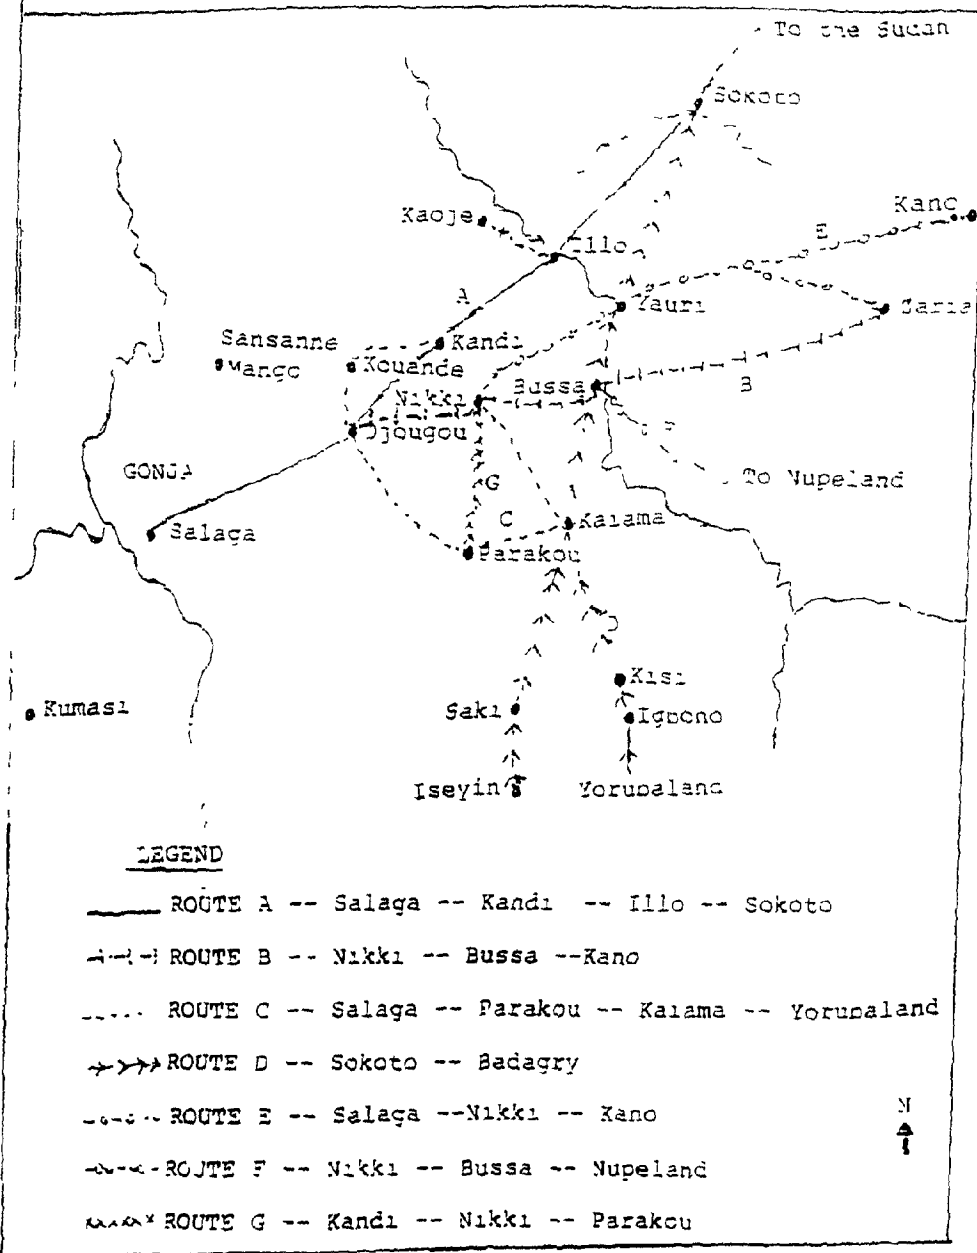 To the Sudan
Sokoto
Kaoje
Kano
E
Illo
A
Yauri
Zaria
Sansanne
Mango
Kandi
Kouande
Nikki
Bussa
B
Djougou
F
GONJA
G
To Nupeland
C
Kaiama
Salaga
Parakou
D
Kisi
Kumasi
Saki
Igbono
Iseyin
Yorubaland
LEGEND
ROUTE A -- Salaga -- Kandi -- Illo -- Sokoto
ROUTE B -- Nikki -- Bussa --Kano
ROUTE C -- Salaga -- Parakou -- Kaiama -- Yorubaland
ROUTE D -- Sokoto -- Badagry
ROUTE E -- Salaga --Nikki -- Kano
N
ROUTE F -- Nikki -- Bussa -- Nupeland
ROUTE G -- Kandi -- Nikki -- Parakou